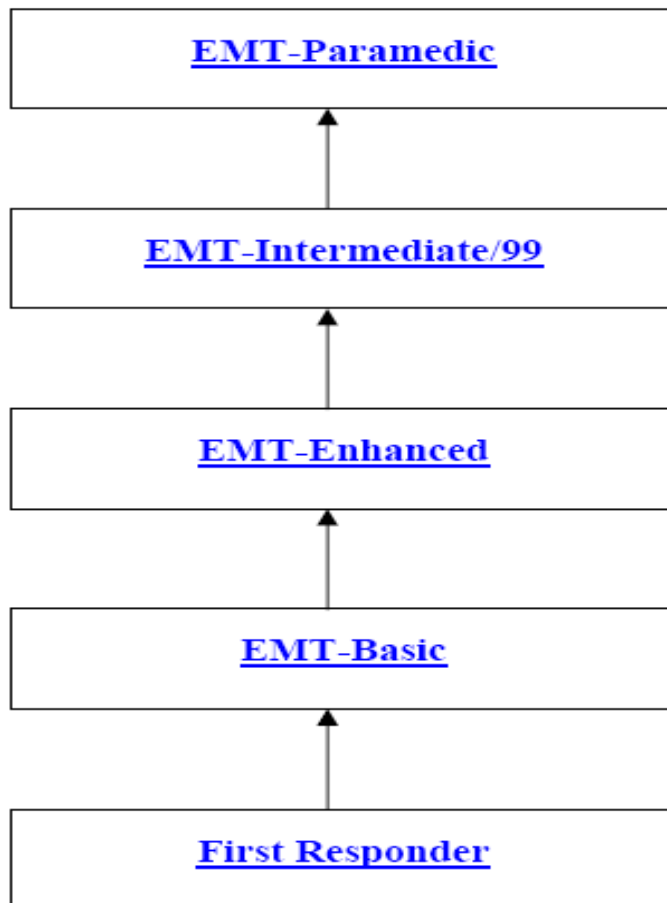 EMT-Paramedic
EMT-Intermediate/99
EMT-Enhanced
EMT-Basic
First Responder